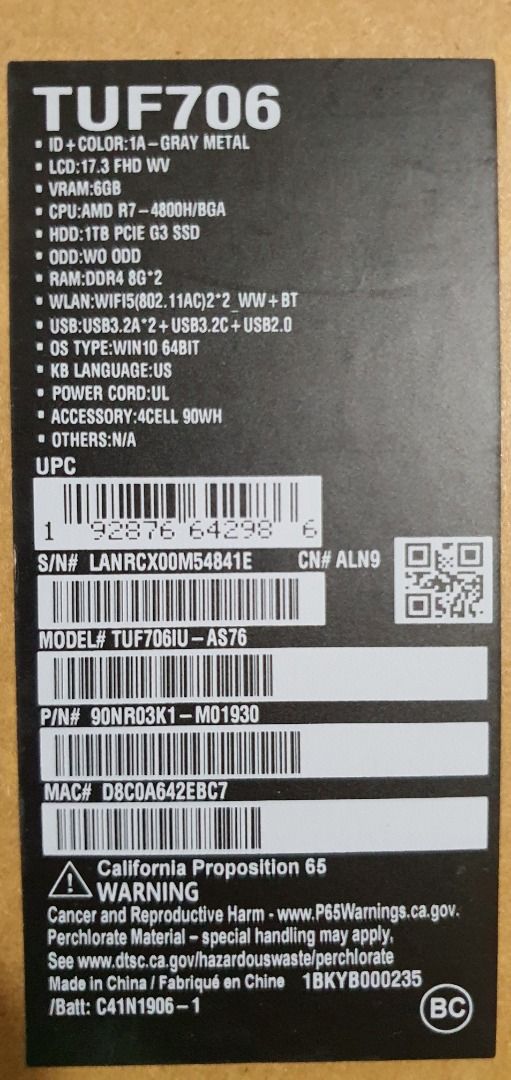 TUF706
• ID+COLOR:1A-GRAY METAL
• LCD:17.3 FHD WV
• VRAM:6GB
• CPU:AMD R7-4800H/BGA
• HDD:1TB PCIE G3 SSD
• ODD:WO ODD
• RAM:DDR4 8G*2
• WLAN:WIFI5(802.11AC)2*2_WW+BT
• USB:USB3.2A*2+USB3.2C+USB2.0
• OS TYPE:WIN10 64BIT
• KB LANGUAGE:US
• POWER CORD:UL
• ACCESSORY:4CELL 90WH
• OTHERS:N/A
UPC
1 92876 64298 6
S/N# LANRCX00M54841E CN# ALN9
MODEL# TUF706IU-AS76
P/N# 90NR03K1-M01930
MAC# D8C0A642EBC7
California Proposition 65
WARNING
Cancer and Reproductive Harm - www.P65Warnings.ca.gov.
Perchlorate Material – special handling may apply,
See www.dtsc.ca.gov/hazardouswaste/perchlorate
Made in China / Fabriqué en Chine 1BKYB000235
/Batt: C41N1906-1
BC